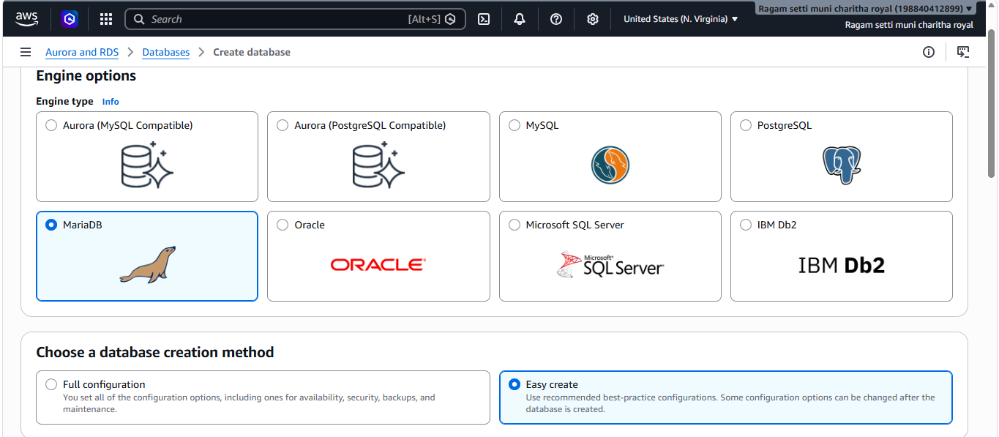 aws
Search
[Alt+S]
United States (N. Virginia)
Ragam setti muni charitha royal (198840412899)
Ragam setti muni charitha royal
Aurora and RDS
Databases
Create database
Engine options
Engine type Info
Aurora (MySQL Compatible)
Aurora (PostgreSQL Compatible)
MySQL
PostgreSQL
MariaDB
Oracle
ORACLE
Microsoft SQL Server
Microsoft®
SQL Server
IBM Db2
IBM Db2
Choose a database creation method
Full configuration
You set all of the configuration options, including ones for availability, security, backups, and
maintenance.
Easy create
Use recommended best-practice configurations. Some configuration options can be changed after the
database is created.